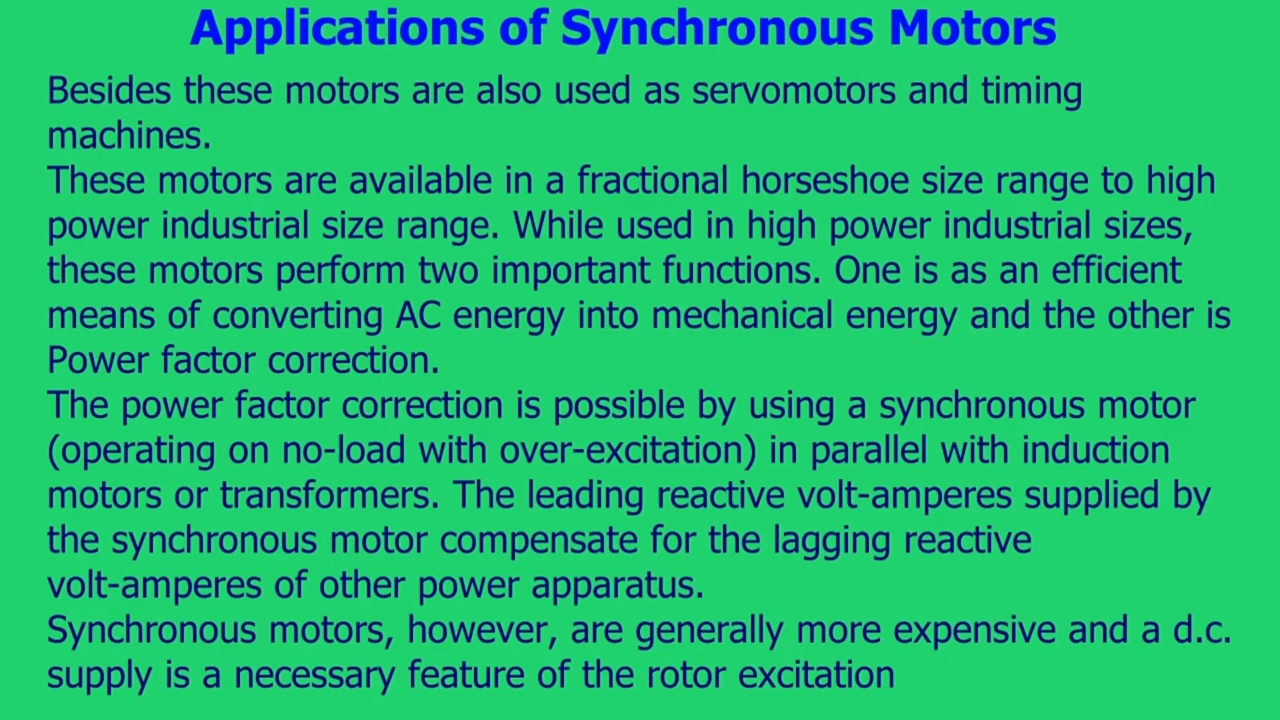 Applications of Synchronous Motors
Besides these motors are also used as servomotors and timing
machines.
These motors are available in a fractional horseshoe size range to high
power industrial size range. While used in high power industrial sizes,
these motors perform two important functions. One is as an efficient
means of converting AC energy into mechanical energy and the other is
Power factor correction.
The power factor correction is possible by using a synchronous motor
(operating on no-load with over-excitation) in parallel with induction
motors or transformers. The leading reactive volt-amperes supplied by
the synchronous motor compensate for the lagging reactive
volt-amperes of other power apparatus.
Synchronous motors, however, are generally more expensive and a d.c.
supply is a necessary feature of the rotor excitation